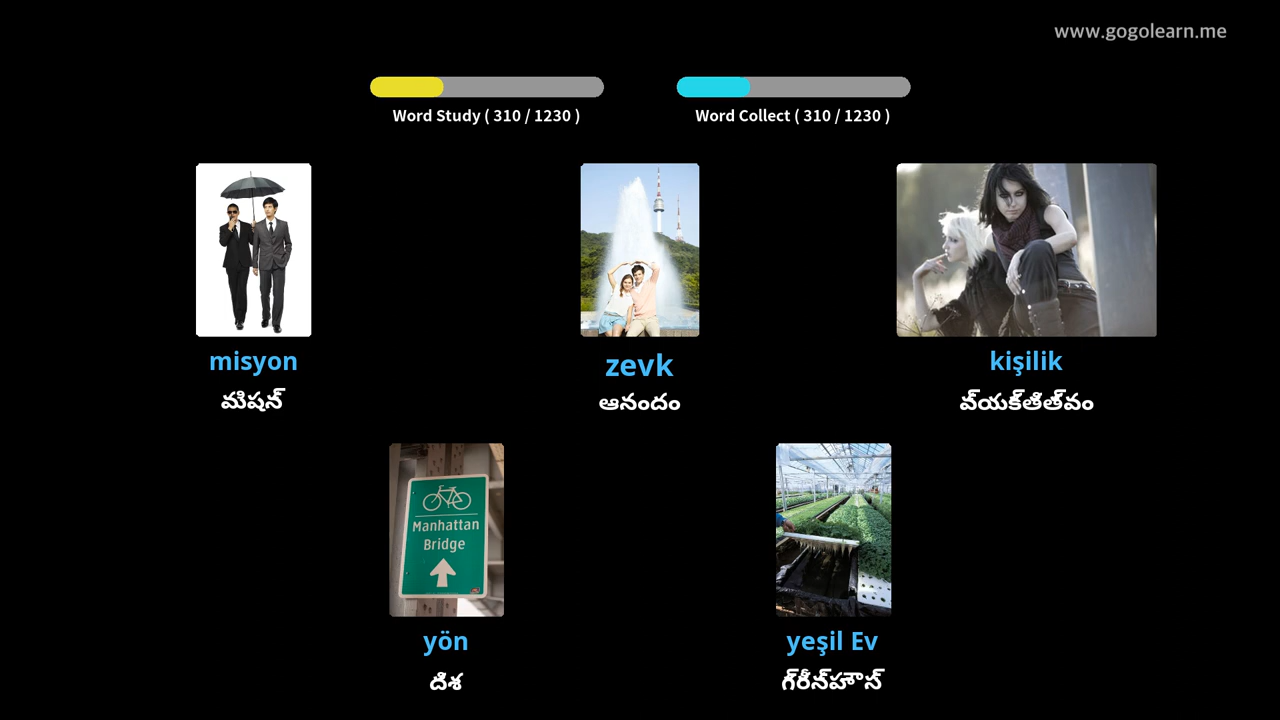 www.gogolearn.me
Word Study ( 310 / 1230 )
Word Collect ( 310 / 1230 )
misyon
మిషన్
zevk
ఆనందం
kişilik
వ్యక్తిత్వం
Manhattan
Bridge
yön
దిశ
yeşil Ev
గ్రీన్‌హౌస్